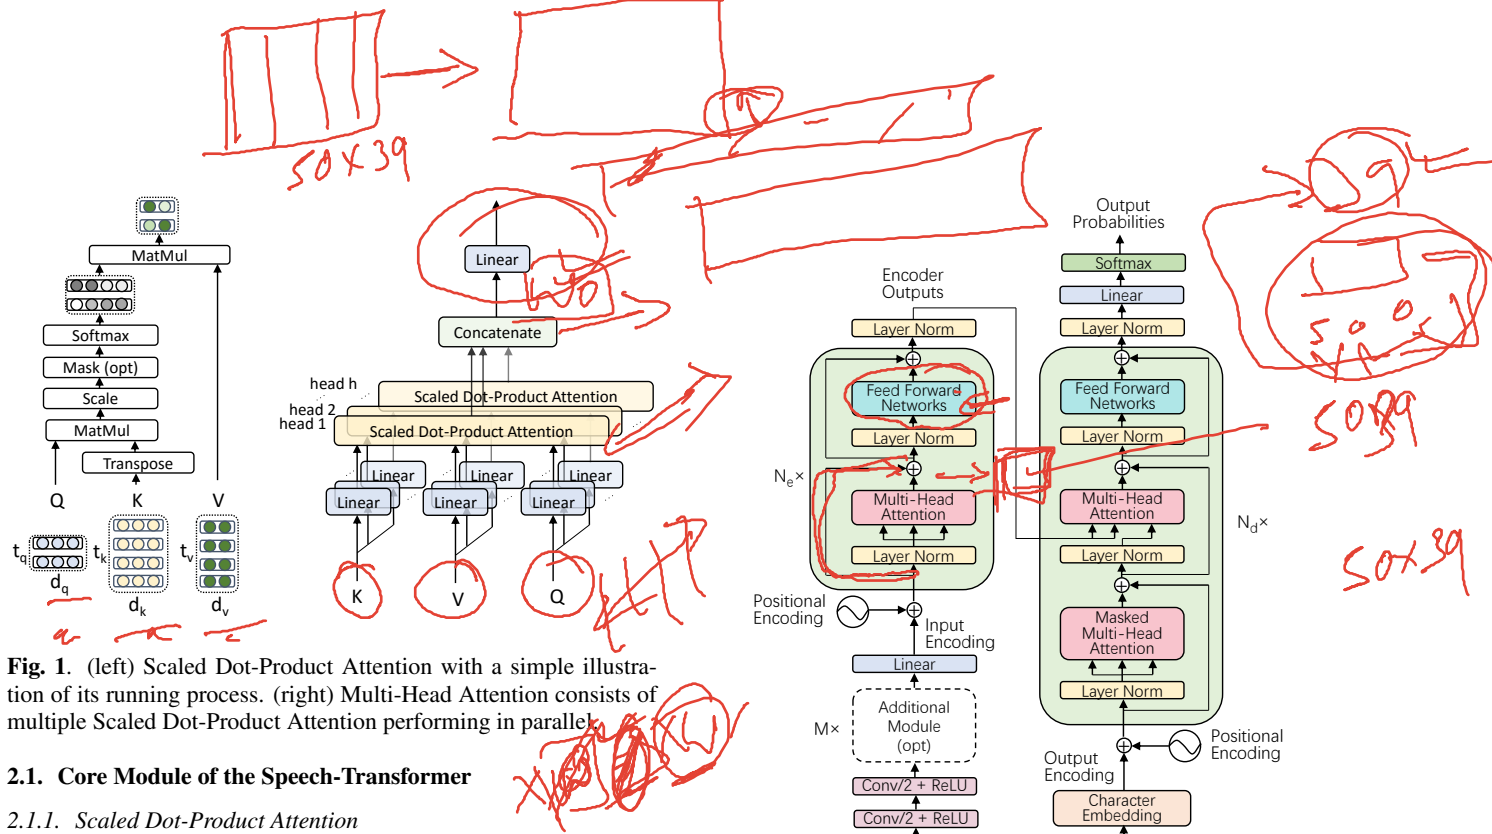 50x39
MatMul
Softmax
Mask (opt)
Scale
MatMul
Transpose
Q K V
t_q d_q t_k d_k t_v d_v
Linear
Wo
Concatenate
head h Scaled Dot-Product Attention
head 2
head 1 Scaled Dot-Product Attention
Linear Linear Linear
Linear Linear Linear
K V Q
Fig. 1. (left) Scaled Dot-Product Attention with a simple illustra-
tion of its running process. (right) Multi-Head Attention consists of
multiple Scaled Dot-Product Attention performing in parallel.
2.1. Core Module of the Speech-Transformer
2.1.1. Scaled Dot-Product Attention
Encoder
Outputs
Layer Norm
Feed Forward
Networks
Layer Norm
N_e×
Multi-Head
Attention
Layer Norm
Positional
Encoding
Input
Encoding
Linear
M×
Additional
Module
(opt)
Conv/2 + ReLU
Conv/2 + ReLU
Output
Probabilities
Softmax
Linear
Layer Norm
Feed Forward
Networks
Layer Norm
Multi-Head
Attention
N_d×
Layer Norm
Masked
Multi-Head
Attention
Layer Norm
Positional
Encoding
Output
Encoding
Character
Embedding
50x39